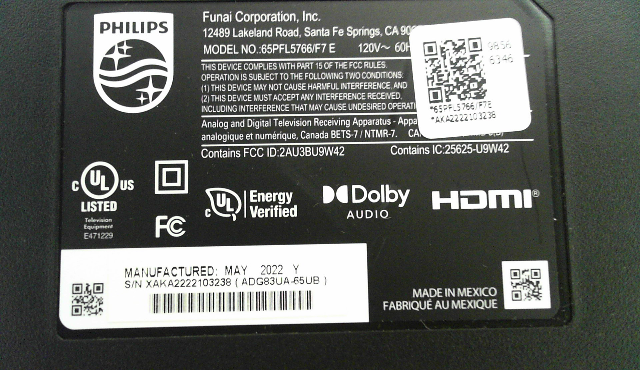 PHILIPS
Funai Corporation, Inc.
12489 Lakeland Road, Santa Fe Springs, CA
MODEL NO.:65PFL5766/F7 E 120V~
THIS DEVICE COMPLIES WITH PART 15 OF THE FCC RULES.
OPERATION IS SUBJECT TO THE FOLLOWING TWO CONDITIONS:
(1) THIS DEVICE MAY NOT CAUSE HARMFUL INTERFERENCE, AND
(2) THIS DEVICE MUST ACCEPT ANY INTERFERENCE RECEIVED,
INCLUDING INTERFERENCE THAT MAY CAUSE UNDESIRED
Analog and Digital Television Receiving Apparatus -
analogique et numérique, Canada BETS-7 / NTMR-7.
Contains FCC ID:2AU3BU9W42 Contains IC:25625-U9W42
*65PFL5766/F7E
*AKA2222103238
C UL US
LISTED
Television
Equipment
E471229
FC
C UL
Energy
Verified
Dolby
AUDIO
HDMI®
MANUFACTURED: MAY 2022 Y
S/N XAKA2222103238 ( ADG83UA-65UB )
MADE IN MEXICO
FABRIQUÉ AU MEXIQUE